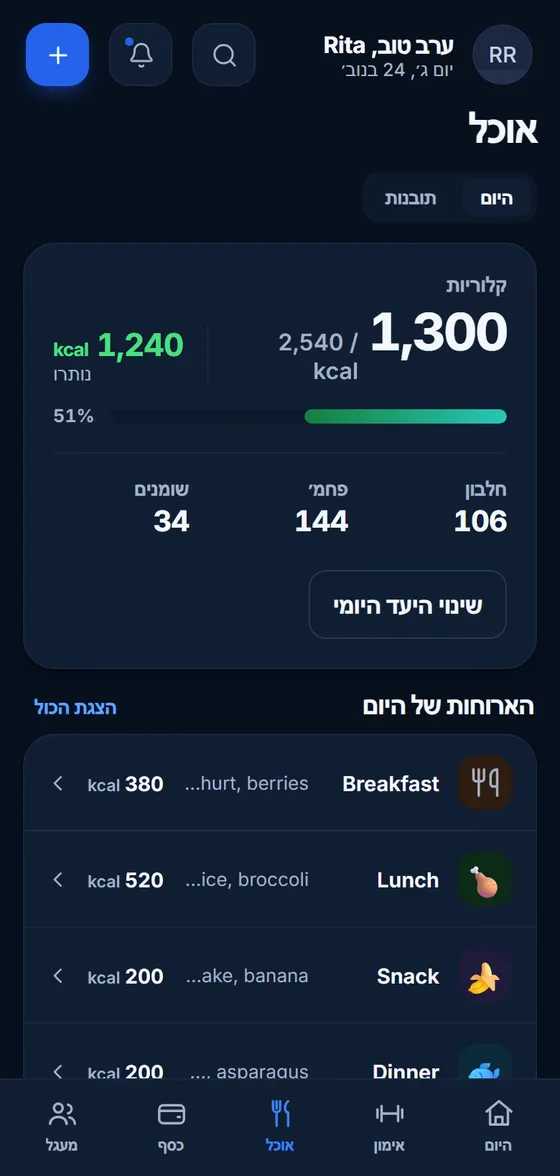 RR
ערב טוב, Rita
יום ג׳, 24 בנוב׳
אוכל
היום
תובנות
קלוריות
1,300
/ 2,540
kcal
1,240 kcal
נותרו
51%
חלבון
106
פחמ׳
144
שומנים
34
שינוי היעד היומי
הארוחות של היום
הצגת הכול
Breakfast
...hurt, berries
380 kcal
Lunch
...ice, broccoli
520 kcal
Snack
...ake, banana
200 kcal
Dinner
..., asparagus
200 kcal
היום
אימון
אוכל
כסף
מעגל